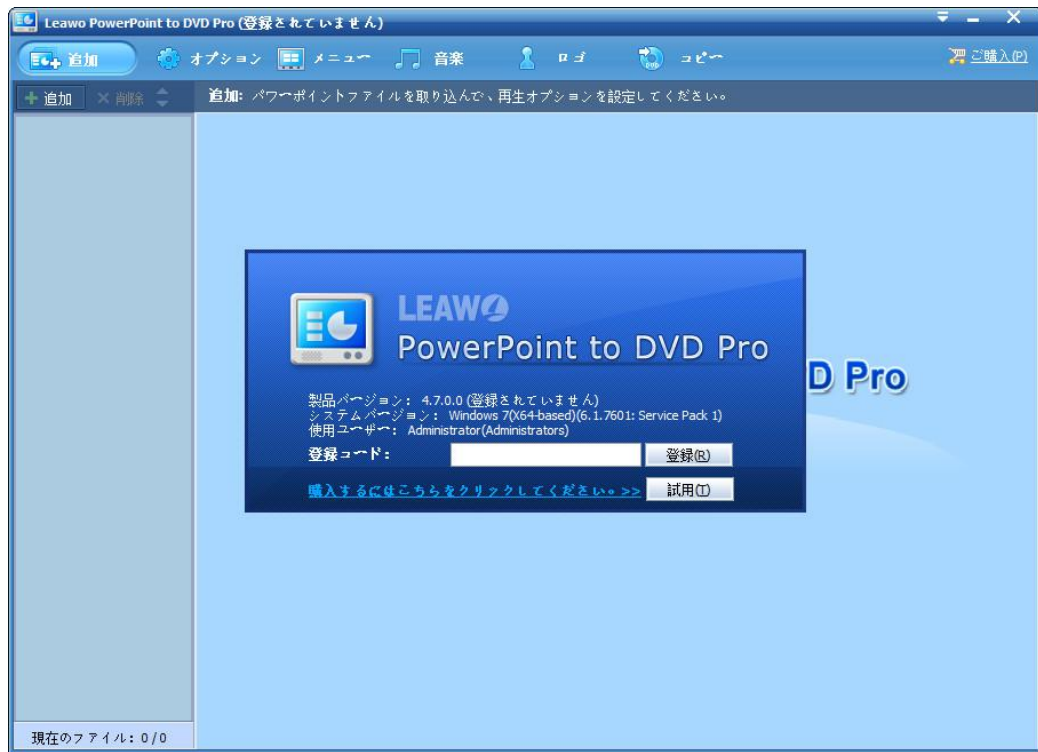 Leawo PowerPoint to DVD Pro (登録されていません)
追加 オプション メニュー 音楽 ロゴ コピー ご購入(P)
追加 削除 追加: パワーポイントファイルを取り込んで、再生オプションを設定してください。
LEAWO
PowerPoint to DVD Pro
D Pro
製品バージョン: 4.7.0.0 (登録されていません)
システムバージョン: Windows 7(X64-based)(6.1.7601: Service Pack 1)
使用ユーザー: Administrator(Administrators)
登録コード: 登録(R)
購入するにはこちらをクリックしてください。>> 試用(T)
現在のファイル: 0/0